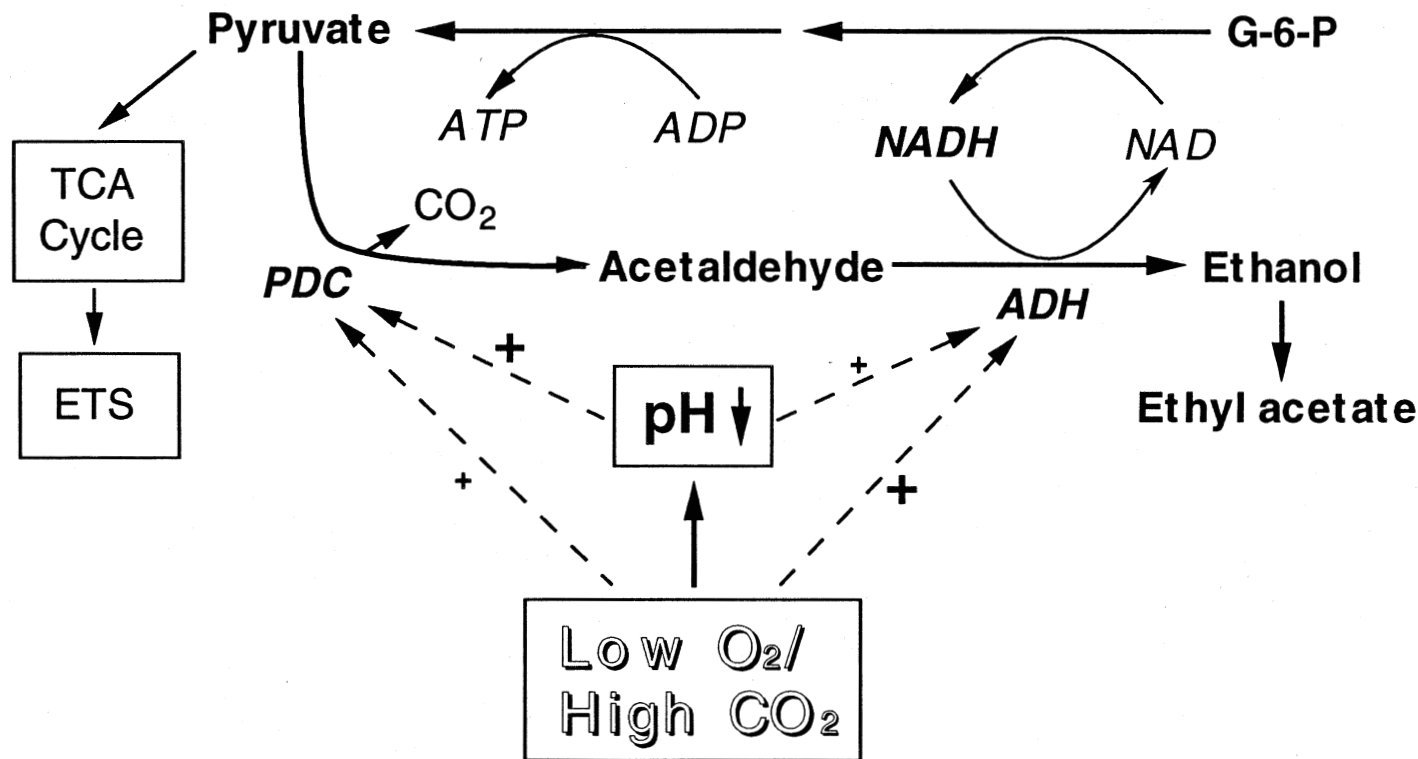 Pyruvate
G-6-P
ATP
ADP
NADH
NAD
TCA
Cycle
CO2
PDC
Acetaldehyde
Ethanol
ADH
+
+
pH
ETS
Ethyl acetate
+
+
Low O2/
High CO2